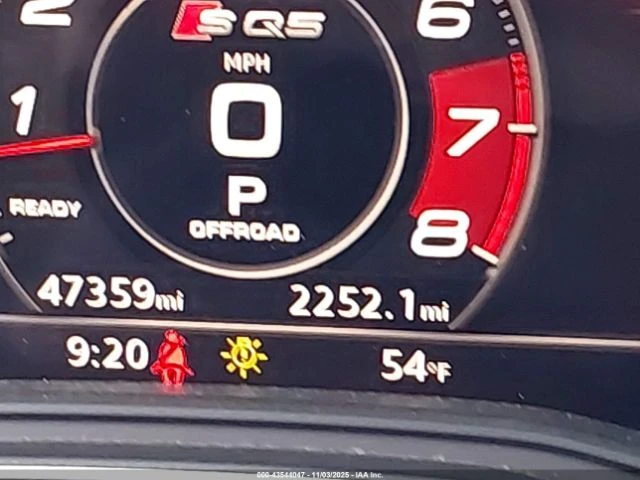 2
6
SQ5
MPH
1
0
7
P
READY
OFFROAD
8
47359mi
2252.1mi
9:20
54°F
000-43544047 - 11/03/2025 - IAA Inc.